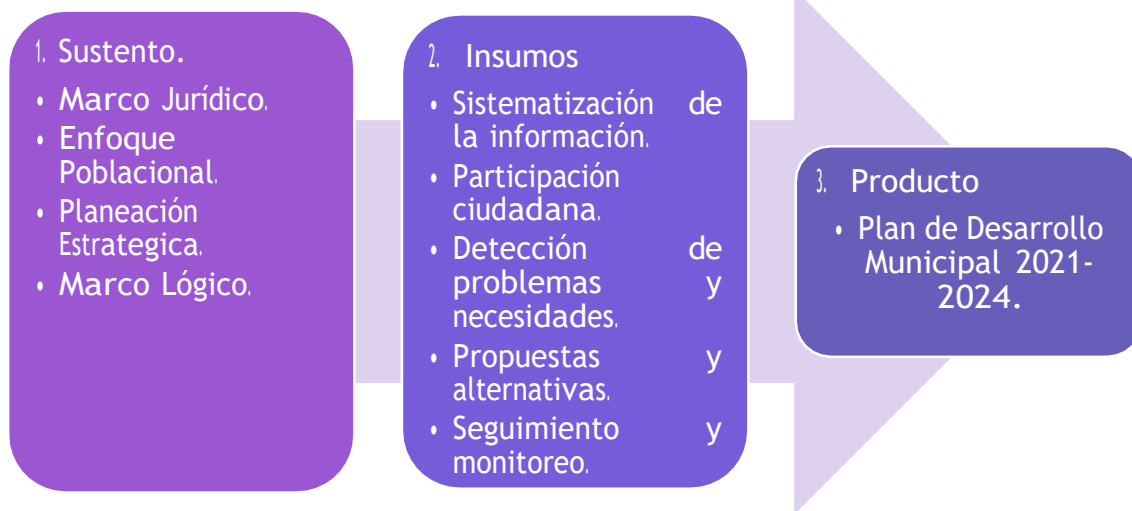 1. Sustento.
• Marco Jurídico.
• Enfoque
Poblacional.
• Planeación
Estrategica.
• Marco Lógico.
2. Insumos
• Sistematización de
la información.
• Participación
ciudadana.
• Detección de
problemas y
necesidades.
• Propuestas y
alternativas.
• Seguimiento y
monitoreo.
3. Producto
• Plan de Desarrollo
Municipal 2021-
2024.